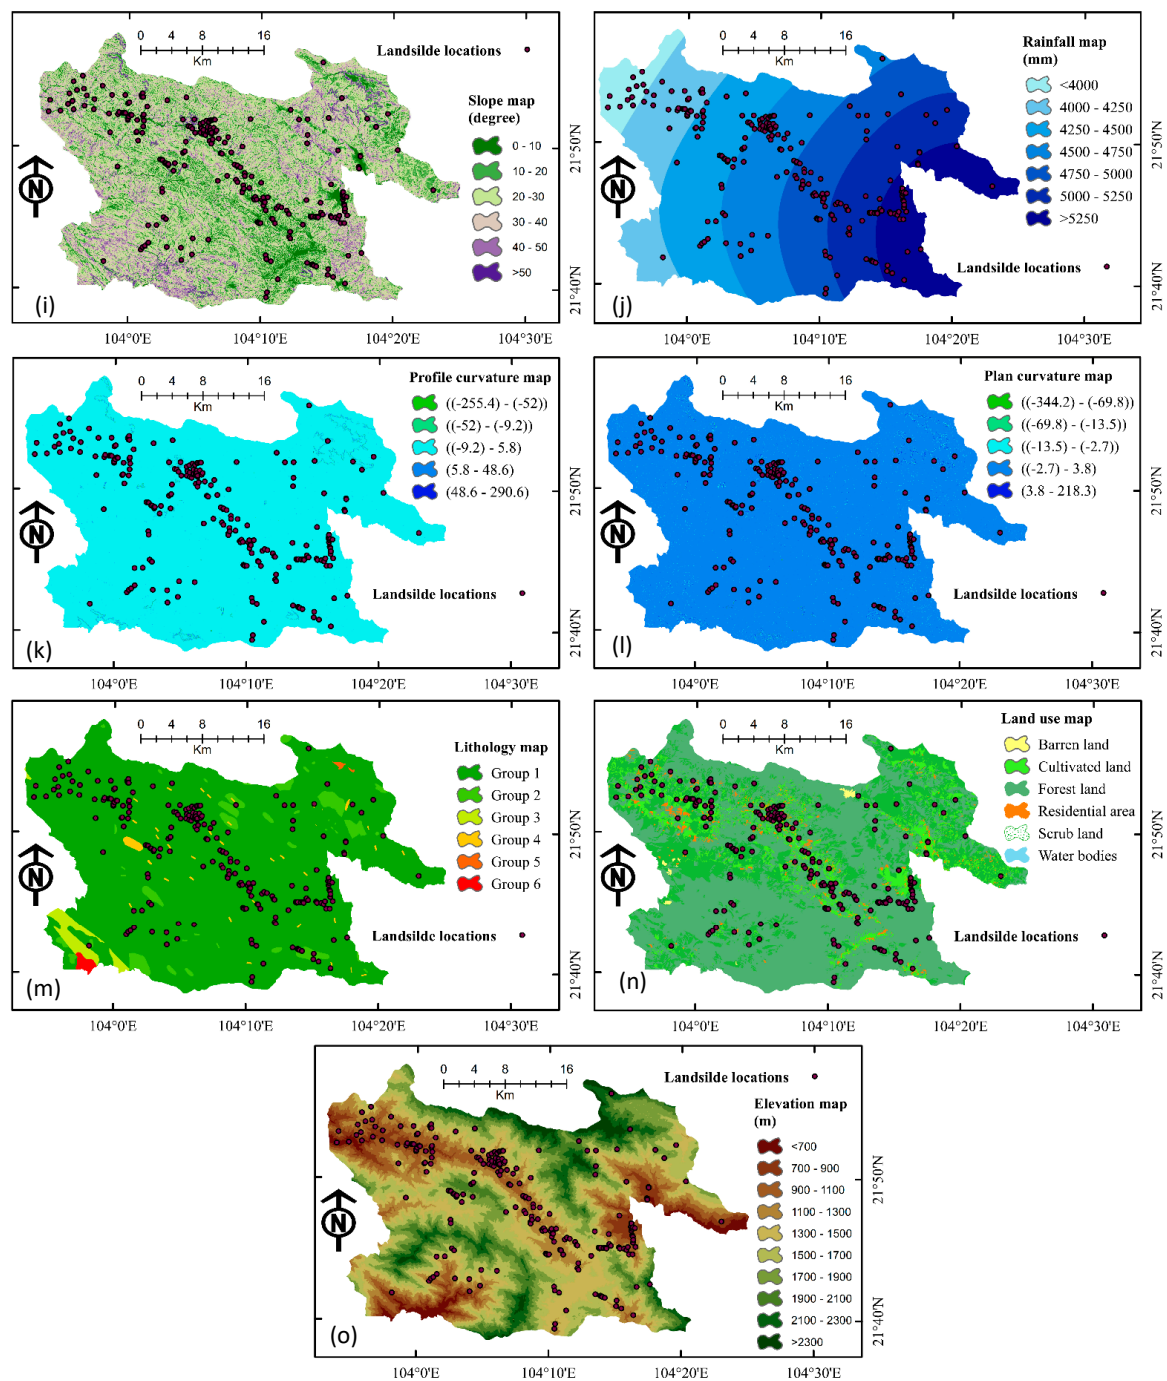 0 4 8 16
Km
Landsilde locations
Slope map
(degree)
0 - 10
10 - 20
20 -30
30 - 40
40 - 50
>50
N
(i)
21°50'N
21°40'N
104°0'E 104°10'E 104°20'E 104°30'E
0 4 8 16
Km
Rainfall map
(mm)
<4000
4000 - 4250
4250 - 4500
4500 - 4750
4750 - 5000
5000 - 5250
>5250
Landsilde locations
N
(j)
21°50'N
21°40'N
104°0'E 104°10'E 104°20'E 104°30'E
0 4 8 16
Km
Profile curvature map
((-255.4) - (-52))
((-52) - (-9.2))
((-9.2) - 5.8)
(5.8 - 48.6)
(48.6 - 290.6)
Landsilde locations
N
(k)
21°50'N
21°40'N
104°0'E 104°10'E 104°20'E 104°30'E
0 4 8 16
Km
Plan curvature map
((-344.2) - (-69.8))
((-69.8) - (-13.5))
((-13.5) - (-2.7))
((-2.7) - 3.8)
(3.8 - 218.3)
Landsilde locations
N
(l)
21°50'N
21°40'N
104°0'E 104°10'E 104°20'E 104°30'E
0 4 8 16
Km
Lithology map
Group 1
Group 2
Group 3
Group 4
Group 5
Group 6
Landsilde locations
N
(m)
21°50'N
21°40'N
104°0'E 104°10'E 104°20'E 104°30'E
0 4 8 16
Km
Land use map
Barren land
Cultivated land
Forest land
Residential area
Scrub land
Water bodies
Landsilde locations
N
(n)
21°50'N
21°40'N
104°0'E 104°10'E 104°20'E 104°30'E
0 4 8 16
Km
Landsilde locations
Elevation map
(m)
<700
700 - 900
900 - 1100
1100 - 1300
1300 - 1500
1500 - 1700
1700 - 1900
1900 - 2100
2100 - 2300
>2300
N
(o)
21°50'N
21°40'N
104°0'E 104°10'E 104°20'E 104°30'E